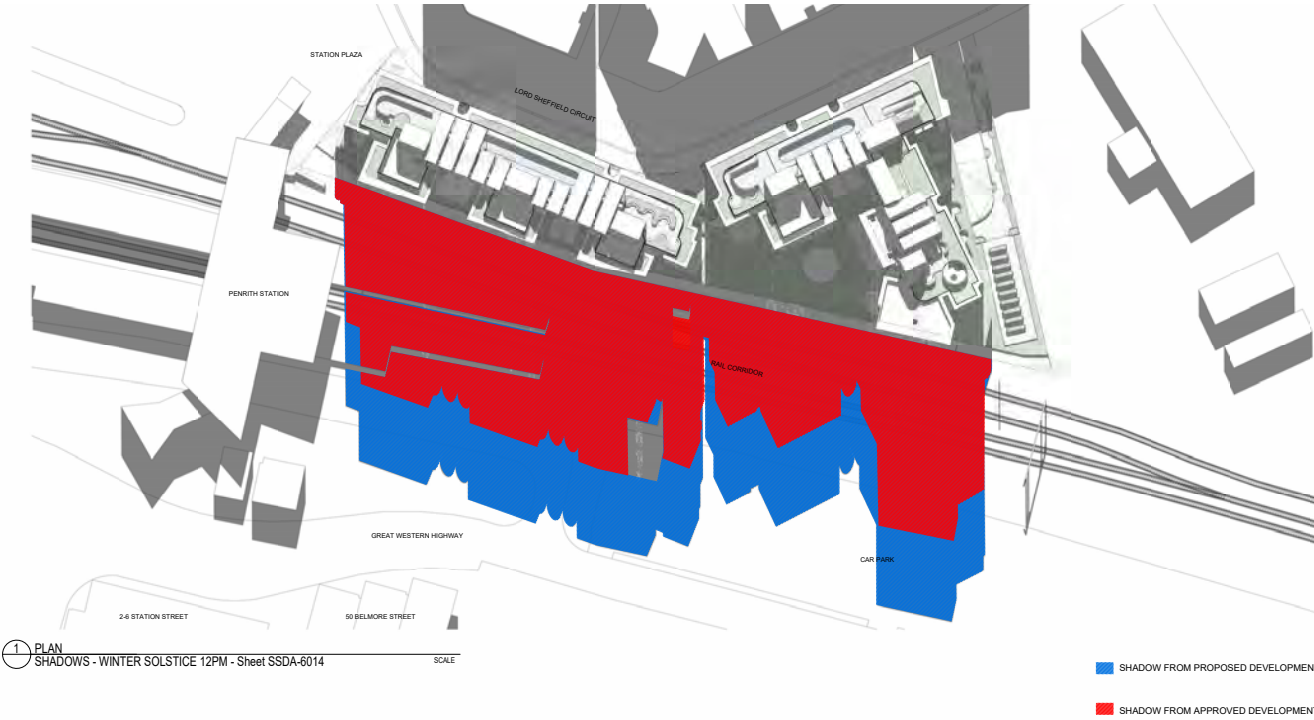 STATION PLAZA
LORD SHEFFIELD CIRCUIT
PENRITH STATION
RAIL CORRIDOR
GREAT WESTERN HIGHWAY
CAR PARK
2-6 STATION STREET
50 BELMORE STREET
1 PLAN
SHADOWS - WINTER SOLSTICE 12PM - Sheet SSDA-6014
SCALE
SHADOW FROM PROPOSED DEVELOPMEN
SHADOW FROM APPROVED DEVELOPMEN